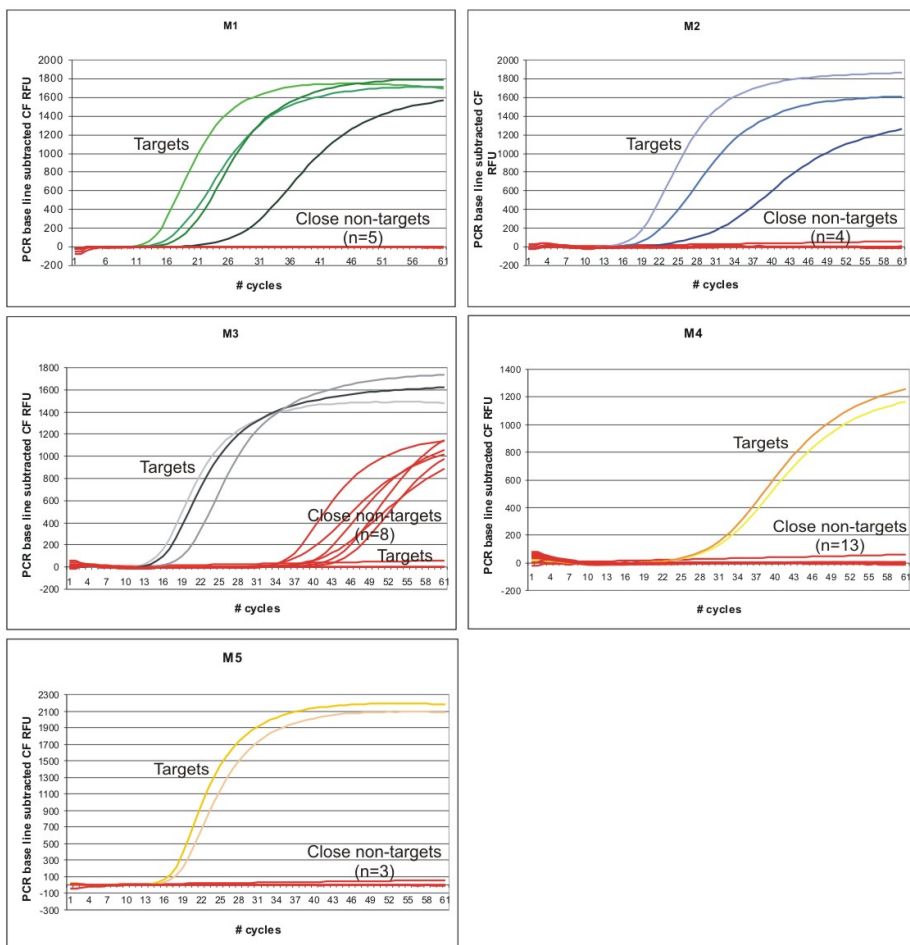 M1
PCR base line subtracted CF RFU
2000
1800
1600
1400
1200
1000
800
600
400
200
0
-200
Targets
Close non-targets
(n=5)
1 6 11 16 21 26 31 36 41 46 51 56 61
# cycles
M2
PCR base line subtracted CF
RFU
2000
1800
1600
1400
1200
1000
800
600
400
200
0
-200
Targets
Close non-targets
(n=4)
1 4 7 10 13 16 19 22 25 28 31 34 37 40 43 46 49 52 55 58 61
# cycles
M3
PCR base line subtracted CF RFU
1800
1600
1400
1200
1000
800
600
400
200
0
-200
Targets
Close non-targets
(n=8)
Targets
1 4 7 10 13 16 19 22 25 28 31 34 37 40 43 46 49 52 55 58 61
# cycles
M4
PCR base line subtracted CF RFU
1400
1200
1000
800
600
400
200
0
-200
Targets
Close non-targets
(n=13)
1 4 7 10 13 16 19 22 25 28 31 34 37 40 43 46 49 52 55 58 61
# cycles
M5
PCR base line subtracted CF RFU
2300
2100
1900
1700
1500
1300
1100
900
700
500
300
100
-100
-300
Targets
Close non-targets
(n=3)
1 4 7 10 13 16 19 22 25 28 31 34 37 40 43 46 49 52 55 58 61
# cycles